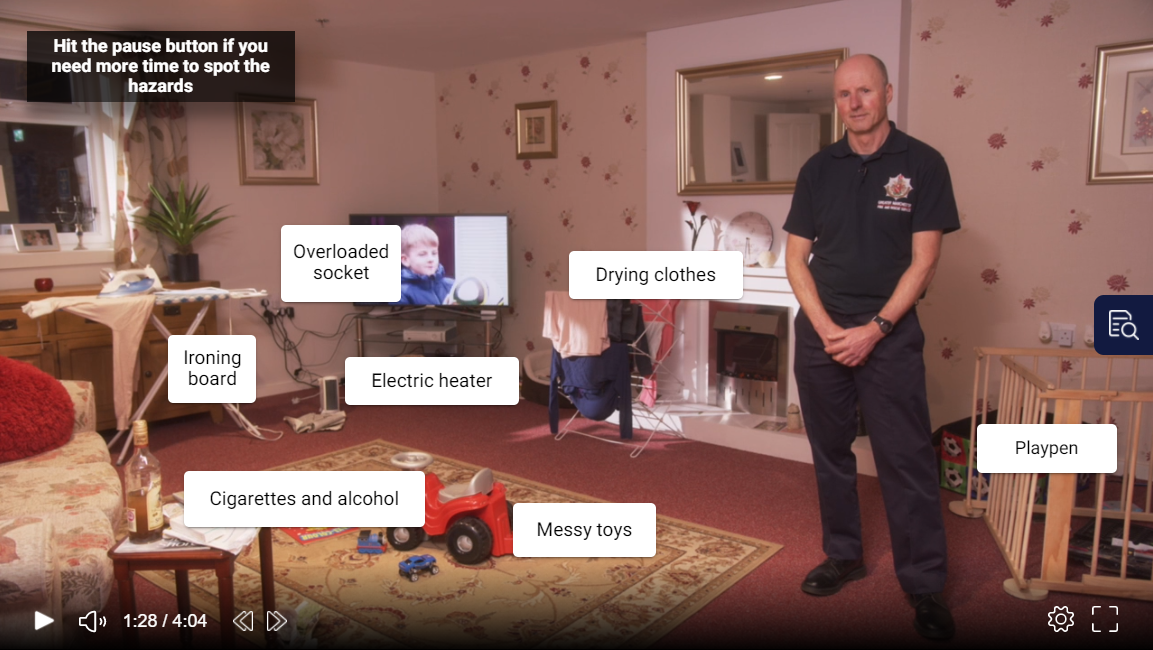 Hit the pause button if you
need more time to spot the
hazards
Overloaded
socket
Drying clothes
Ironing
board
Electric heater
Playpen
Cigarettes and alcohol
Messy toys
1:28 / 4:04